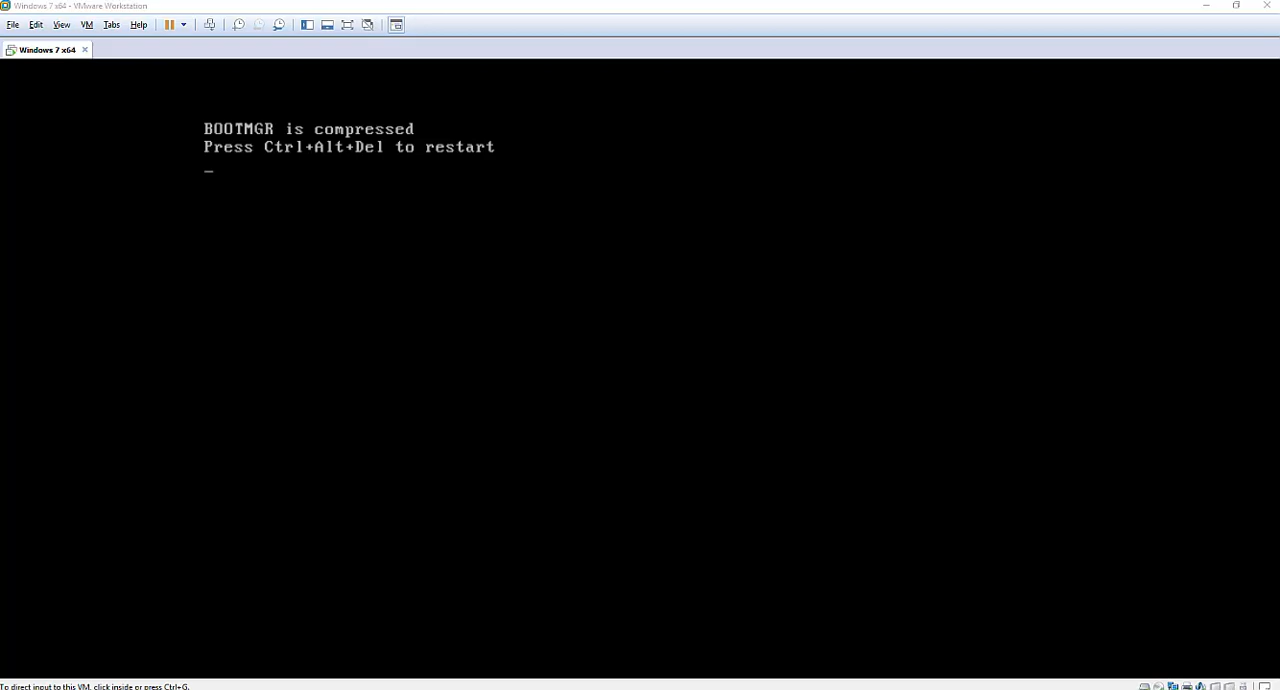 Windows 7 x64 - VMware Workstation
File Edit View VM Tabs Help
Windows 7 x64
BOOTMGR is compressed
Press Ctrl+Alt+Del to restart
_
To direct input to this VM, click inside or press Ctrl+G.